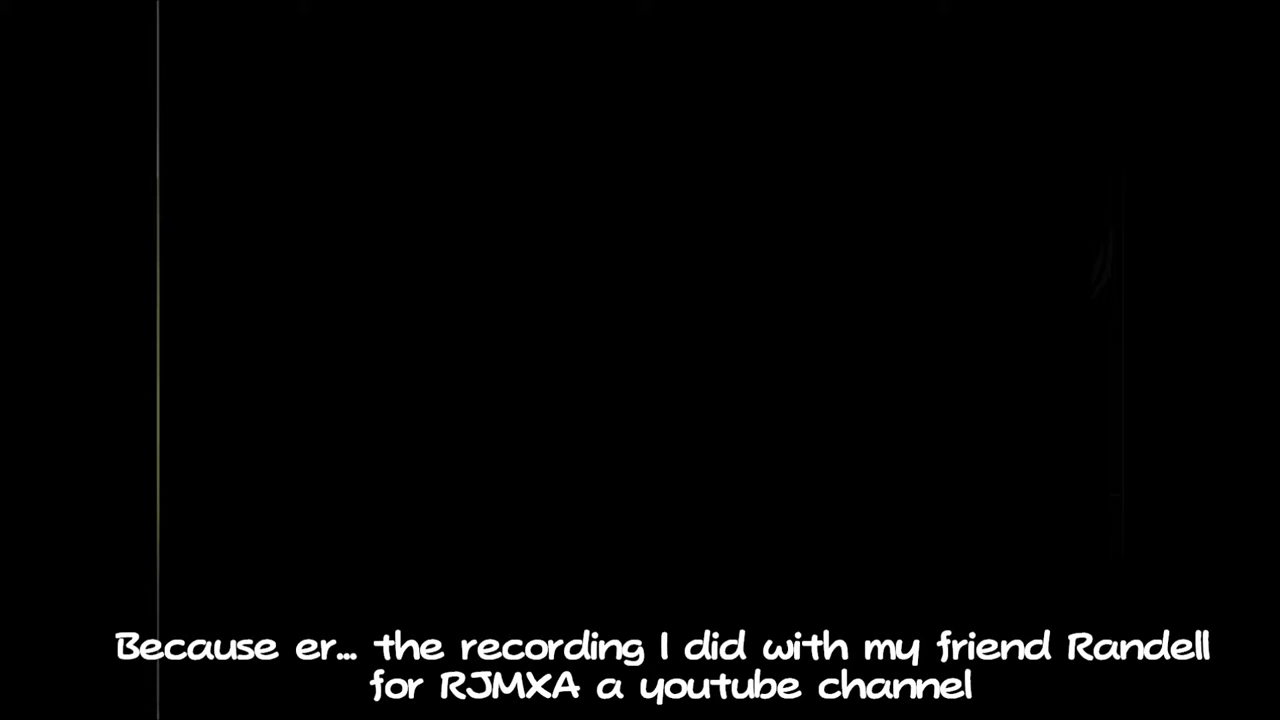 Because er... the recording I did with my friend Randell
for RJMXA a youtube channel